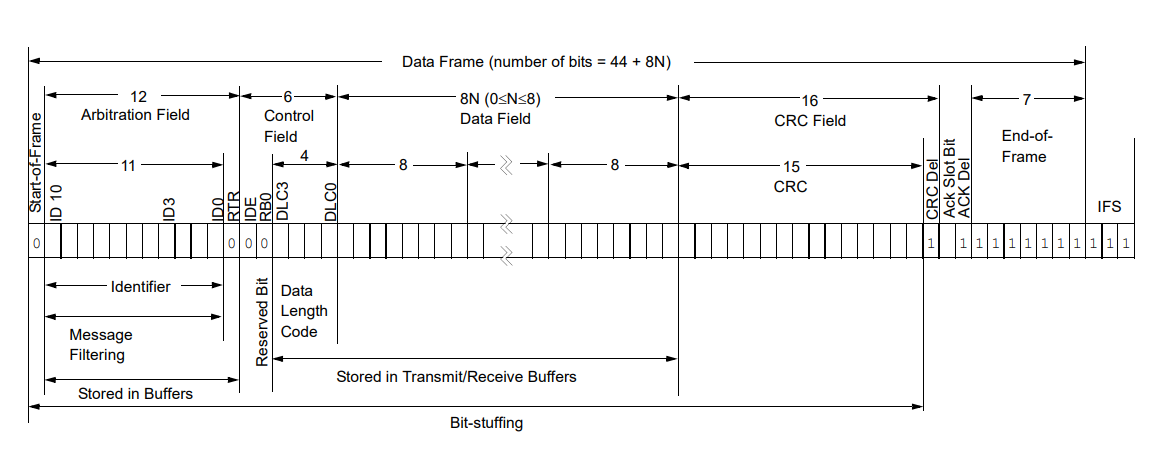 Data Frame (number of bits = 44 + 8N)
12
Arbitration Field
6
Control
Field
8N (0≤N≤8)
Data Field
16
CRC Field
7
End-of-
Frame
11
4
8
8
15
CRC
Start-of-Frame
ID 10
ID3
ID0
RTR
IDE
RB0
DLC3
DLC0
CRC Del
Ack Slot Bit
ACK Del
IFS
0 0 0 0 1 1 1 1 1 1 1 1 1 1 1 1
Identifier
Message
Filtering
Stored in Buffers
Reserved Bit
Data
Length
Code
Stored in Transmit/Receive Buffers
Bit-stuffing